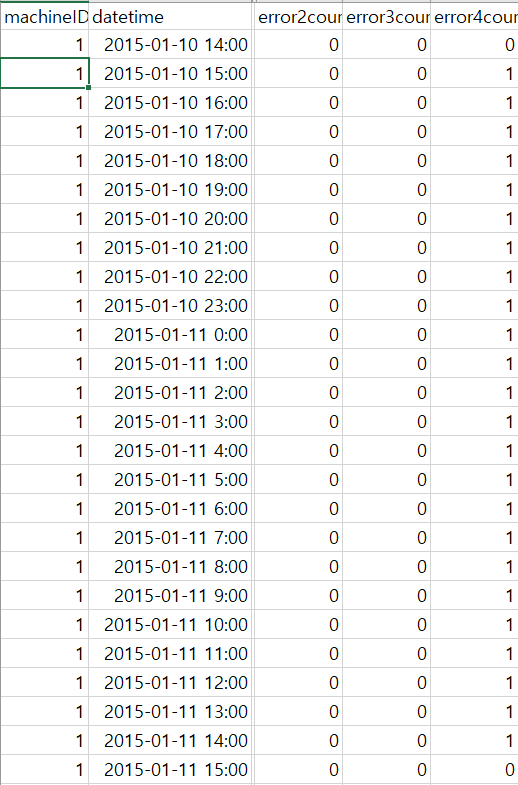 machineID datetime error2cour error3cour error4cour
1 2015-01-10 14:00 0 0 0
1 2015-01-10 15:00 0 0 1
1 2015-01-10 16:00 0 0 1
1 2015-01-10 17:00 0 0 1
1 2015-01-10 18:00 0 0 1
1 2015-01-10 19:00 0 0 1
1 2015-01-10 20:00 0 0 1
1 2015-01-10 21:00 0 0 1
1 2015-01-10 22:00 0 0 1
1 2015-01-10 23:00 0 0 1
1 2015-01-11 0:00 0 0 1
1 2015-01-11 1:00 0 0 1
1 2015-01-11 2:00 0 0 1
1 2015-01-11 3:00 0 0 1
1 2015-01-11 4:00 0 0 1
1 2015-01-11 5:00 0 0 1
1 2015-01-11 6:00 0 0 1
1 2015-01-11 7:00 0 0 1
1 2015-01-11 8:00 0 0 1
1 2015-01-11 9:00 0 0 1
1 2015-01-11 10:00 0 0 1
1 2015-01-11 11:00 0 0 1
1 2015-01-11 12:00 0 0 1
1 2015-01-11 13:00 0 0 1
1 2015-01-11 14:00 0 0 1
1 2015-01-11 15:00 0 0 0